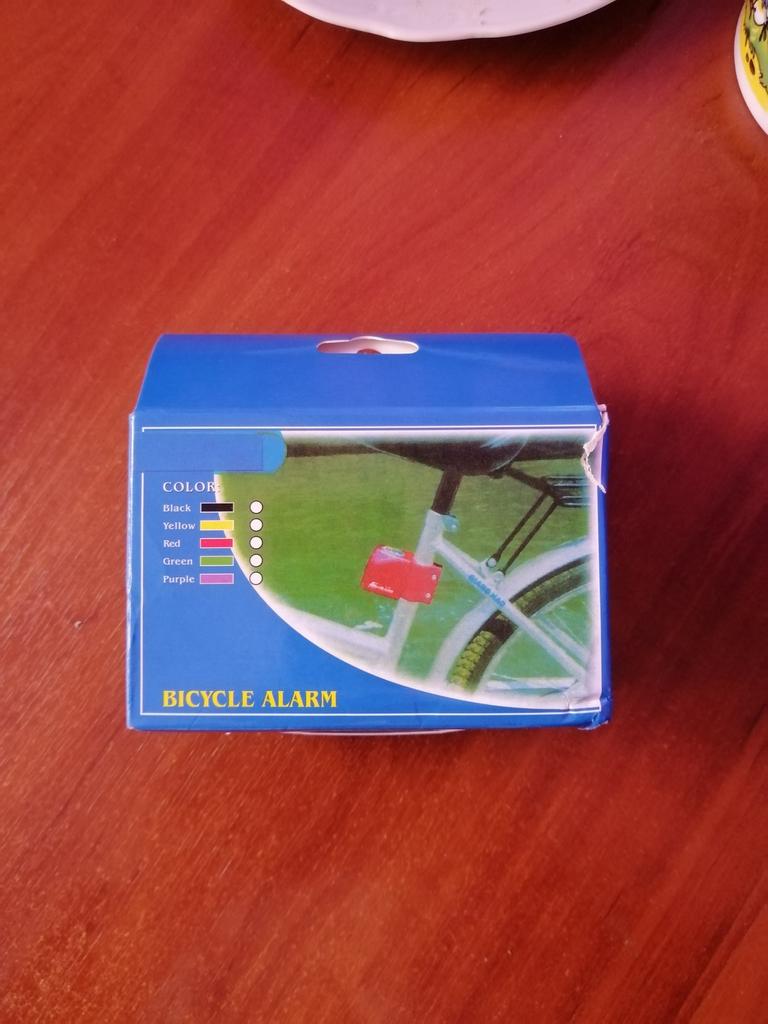 COLOR:
Black
Yellow
Red
Green
Purple
BICYCLE ALARM